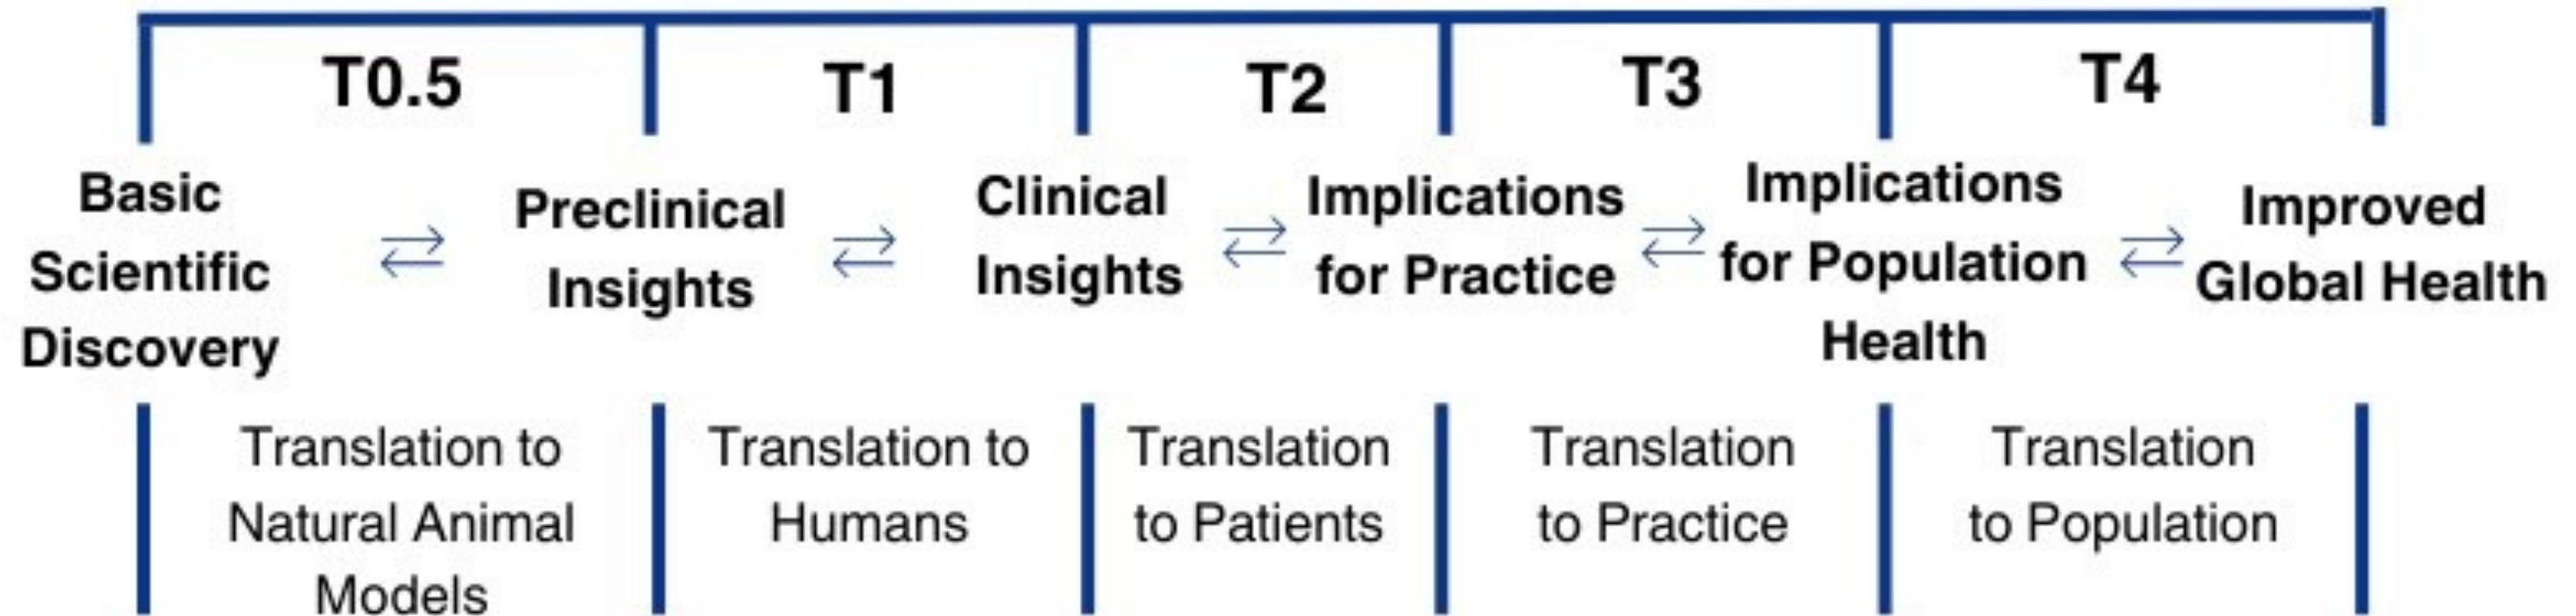 T0.5
T1
T2
T3
T4
Basic
Scientific
Discovery
Preclinical
Insights
Clinical
Insights
Implications
for Practice
Implications
for Population
Health
Improved
Global Health
Translation to
Natural Animal
Models
Translation to
Humans
Translation
to Patients
Translation
to Practice
Translation
to Population